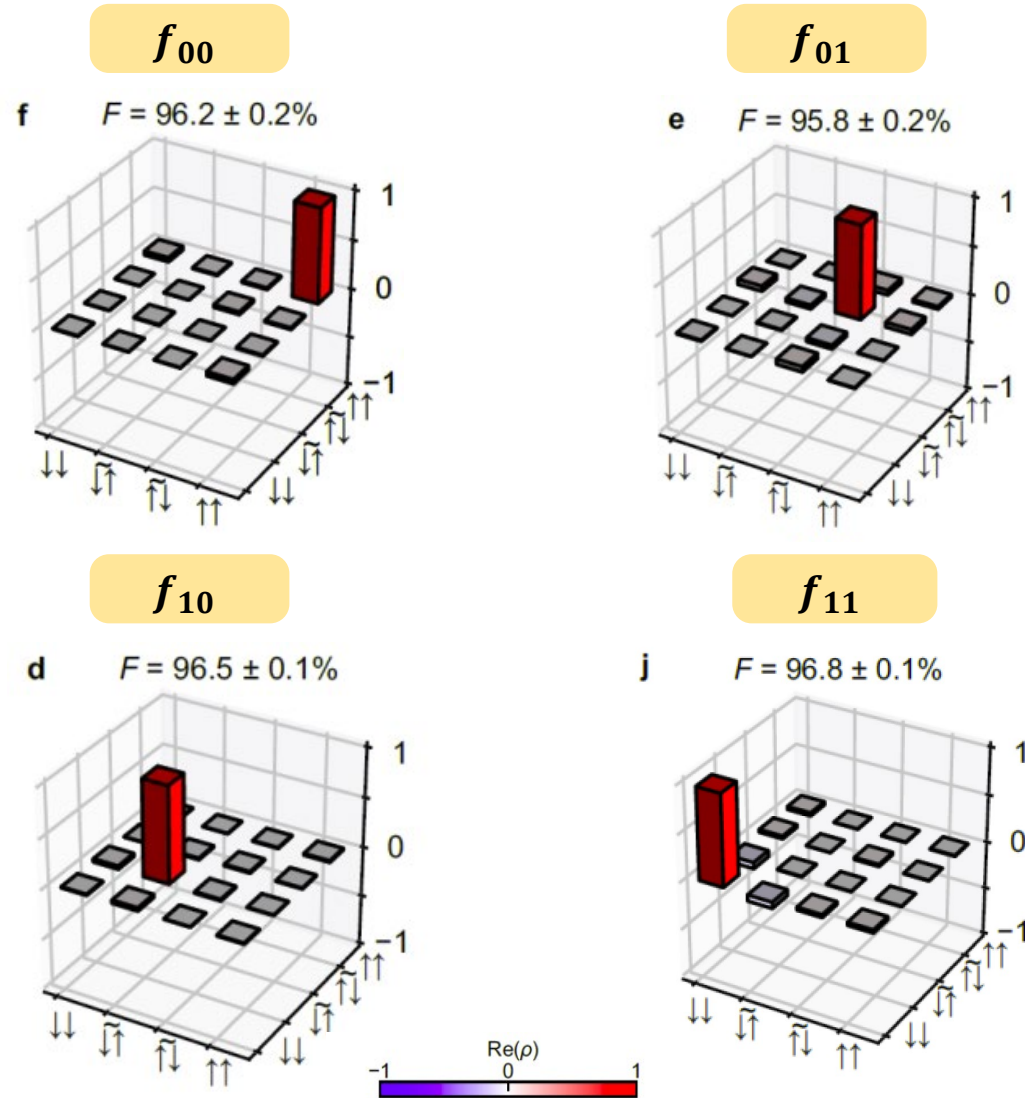 f₀₀
f F = 96.2 ± 0.2%
1
0
−1
↓↓ ↓↑̃ ↑↓̃ ↑↑
↓↓ ↓↑̃ ↑↓̃ ↑↑
f₀₁
e F = 95.8 ± 0.2%
1
0
−1
↓↓ ↓↑̃ ↑↓̃ ↑↑
↓↓ ↓↑̃ ↑↓̃ ↑↑
f₁₀
d F = 96.5 ± 0.1%
1
0
−1
↓↓ ↓↑̃ ↑↓̃ ↑↑
↓↓ ↓↑̃ ↑↓̃ ↑↑
f₁₁
j F = 96.8 ± 0.1%
1
0
−1
↓↓ ↓↑̃ ↑↓̃ ↑↑
↓↓ ↓↑̃ ↑↓̃ ↑↑
Re(ρ)
−1 0 1